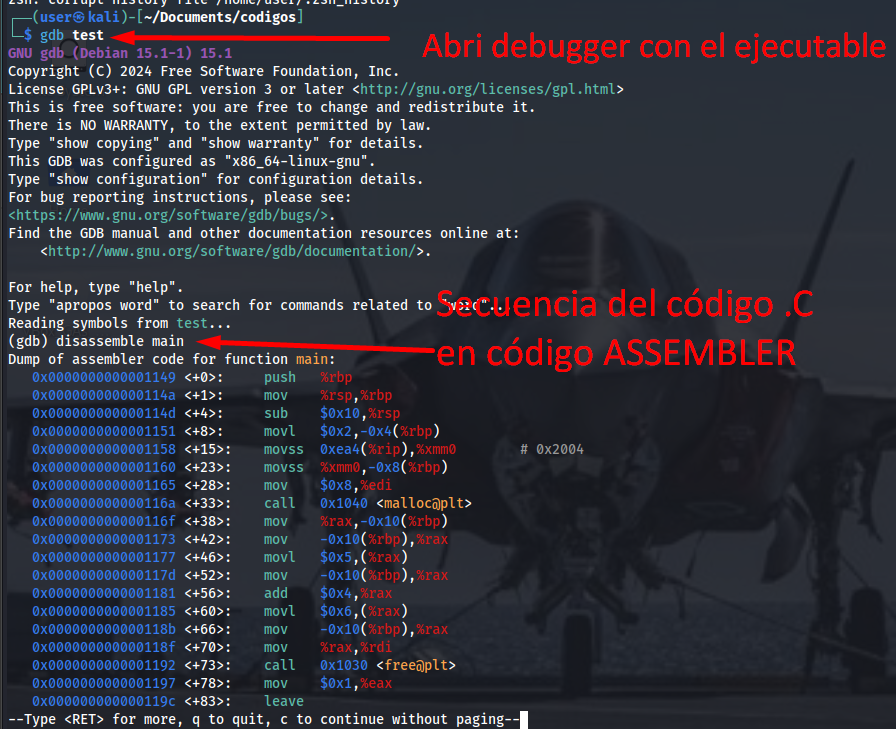 zsh: corrupt history file /home/user/.zsh_history
(user㉿kali)-[~/Documents/codigos]
$ gdb test
Abri debugger con el ejecutable
GNU gdb (Debian 15.1-1) 15.1
Copyright (C) 2024 Free Software Foundation, Inc.
License GPLv3+: GNU GPL version 3 or later <http://gnu.org/licenses/gpl.html>
This is free software: you are free to change and redistribute it.
There is NO WARRANTY, to the extent permitted by law.
Type "show copying" and "show warranty" for details.
This GDB was configured as "x86_64-linux-gnu".
Type "show configuration" for configuration details.
For bug reporting instructions, please see:
<https://www.gnu.org/software/gdb/bugs/>.
Find the GDB manual and other documentation resources online at:
    <http://www.gnu.org/software/gdb/documentation/>.
For help, type "help".
Type "apropos word" to search for commands related to "word"...
Secuencia del código .C
Reading symbols from test...
(gdb) disassemble main
en código ASSEMBLER
Dump of assembler code for function main:
   0x0000000000001149 <+0>:     push   %rbp
   0x000000000000114a <+1>:     mov    %rsp,%rbp
   0x000000000000114d <+4>:     sub    $0x10,%rsp
   0x0000000000001151 <+8>:     movl   $0x2,-0x4(%rbp)
   0x0000000000001158 <+15>:    movss  0xea4(%rip),%xmm0        # 0x2004
   0x0000000000001160 <+23>:    movss  %xmm0,-0x8(%rbp)
   0x0000000000001165 <+28>:    mov    $0x8,%edi
   0x000000000000116a <+33>:    call   0x1040 <malloc@plt>
   0x000000000000116f <+38>:    mov    %rax,-0x10(%rbp)
   0x0000000000001173 <+42>:    mov    -0x10(%rbp),%rax
   0x0000000000001177 <+46>:    movl   $0x5,(%rax)
   0x000000000000117d <+52>:    mov    -0x10(%rbp),%rax
   0x0000000000001181 <+56>:    add    $0x4,%rax
   0x0000000000001185 <+60>:    movl   $0x6,(%rax)
   0x000000000000118b <+66>:    mov    -0x10(%rbp),%rax
   0x000000000000118f <+70>:    mov    %rax,%rdi
   0x0000000000001192 <+73>:    call   0x1030 <free@plt>
   0x0000000000001197 <+78>:    mov    $0x1,%eax
   0x000000000000119c <+83>:    leave
--Type <RET> for more, q to quit, c to continue without paging--